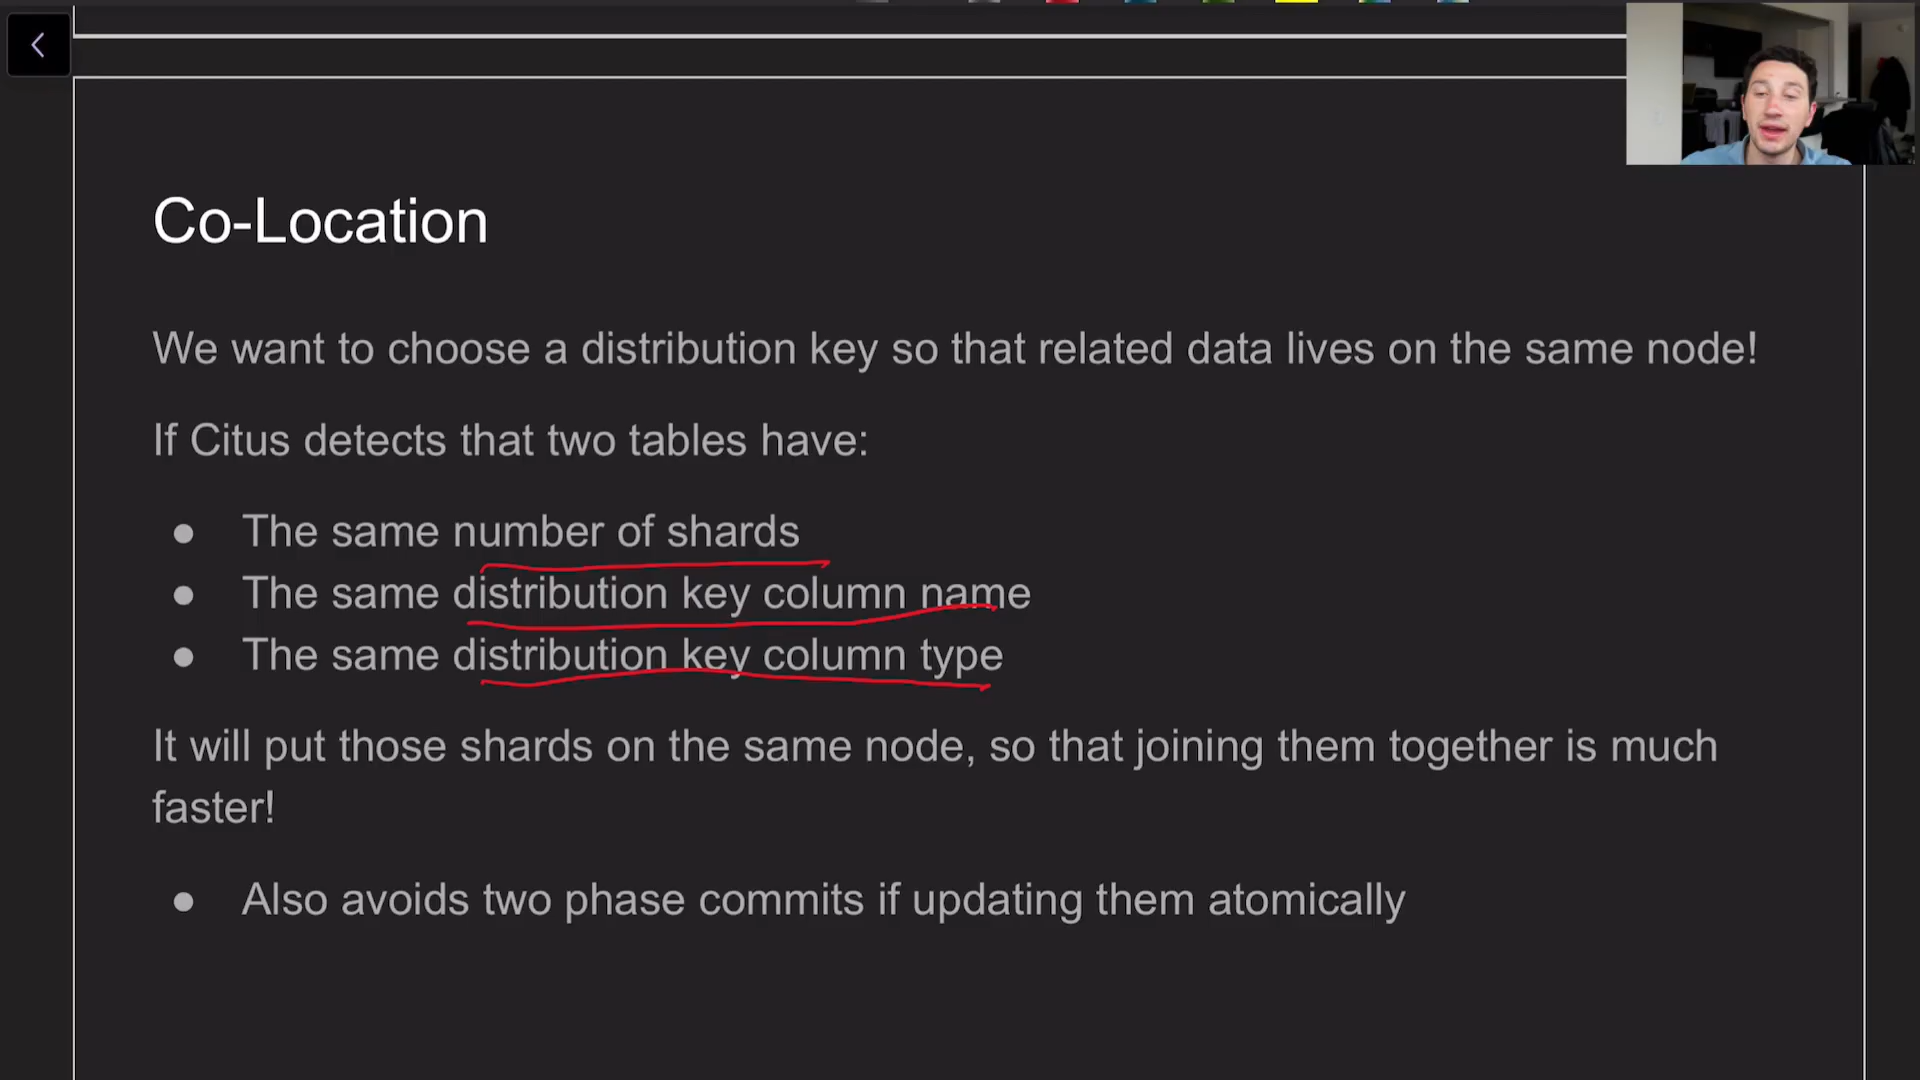 Co-Location
We want to choose a distribution key so that related data lives on the same node!
If Citus detects that two tables have:
● The same number of shards
● The same distribution key column name
● The same distribution key column type
It will put those shards on the same node, so that joining them together is much
faster!
● Also avoids two phase commits if updating them atomically